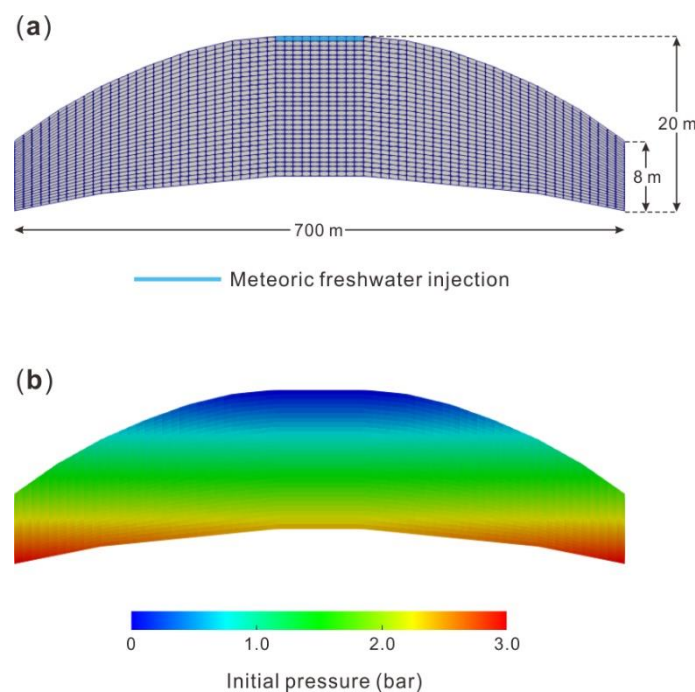 (a)
20 m
8 m
700 m
Meteoric freshwater injection
(b)
0 1.0 2.0 3.0
Initial pressure (bar)